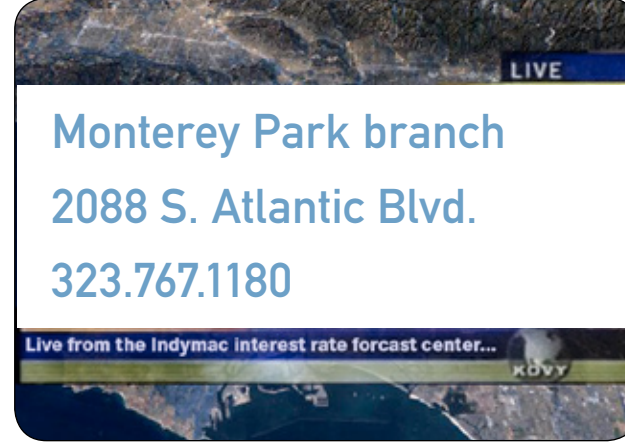 LIVE
Monterey Park branch
2088 S. Atlantic Blvd.
323.767.1180
Live from the Indymac interest rate forcast center...
KOVY